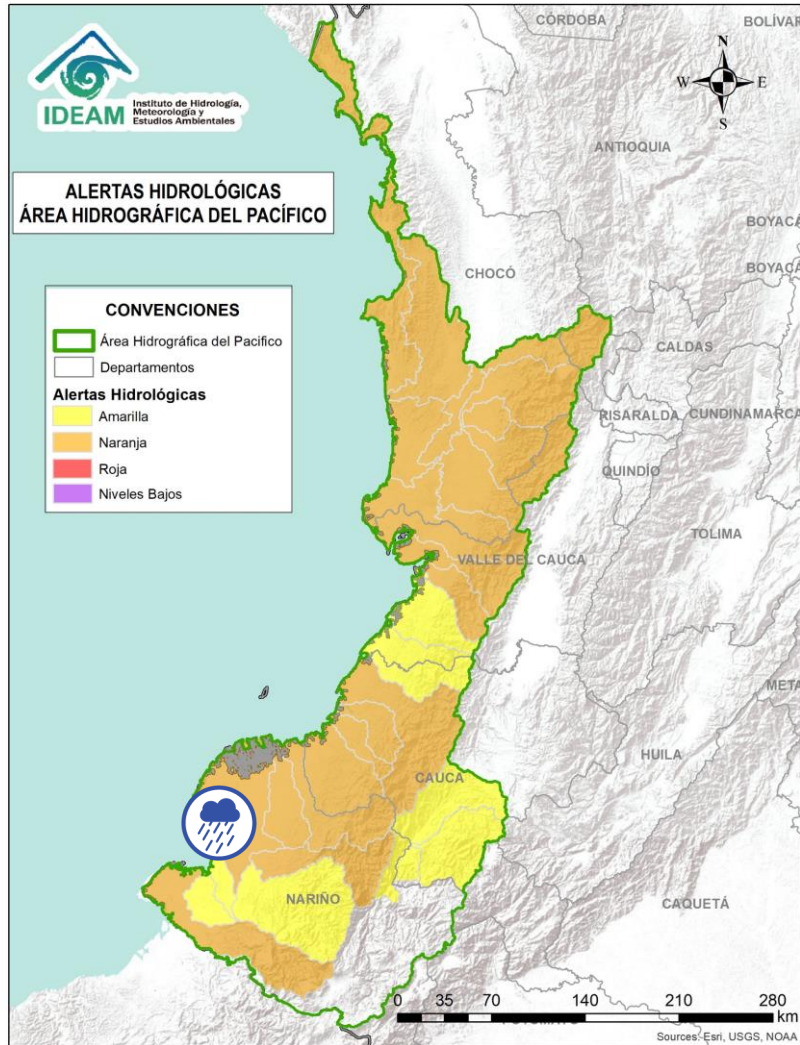 IDEAM
Instituto de Hidrología,
Meteorología y
Estudios Ambientales
ALERTAS HIDROLÓGICAS
ÁREA HIDROGRÁFICA DEL PACÍFICO
CONVENCIONES
Área Hidrográfica del Pacifico
Departamentos
Alertas Hidrológicas
Amarilla
Naranja
Roja
Niveles Bajos
CÓRDOBA
BOLÍVAR
N
W
E
S
ANTIOQUIA
BOYACÁ
CHOCÓ
BOYACÁ
CALDAS
RISARALDA
CUNDINAMARCA
QUINDÍO
TOLIMA
VALLE DEL CAUCA
META
HUILA
CAUCA
NARIÑO
CAQUETÁ
0 35 70 140 210 280
km
Sources: Esri, USGS, NOAA